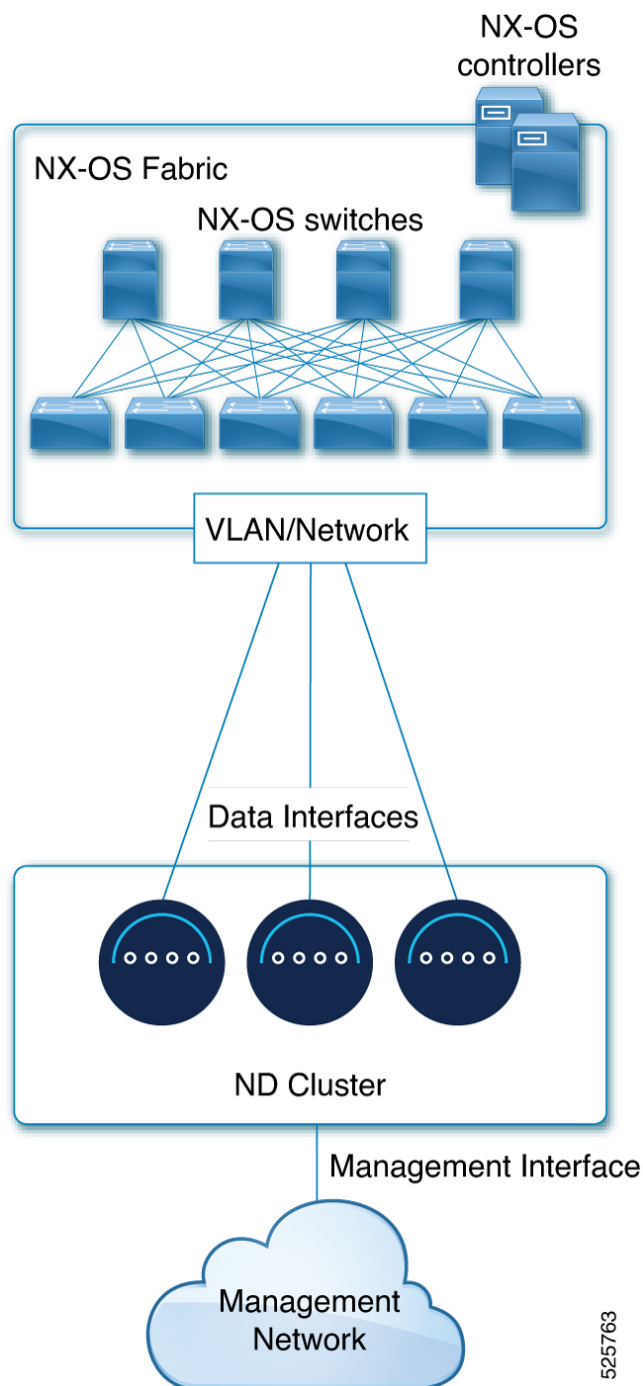 NX-OS
controllers
NX-OS Fabric
NX-OS switches
VLAN/Network
Data Interfaces
ND Cluster
Management Interface
Management
Network
525763